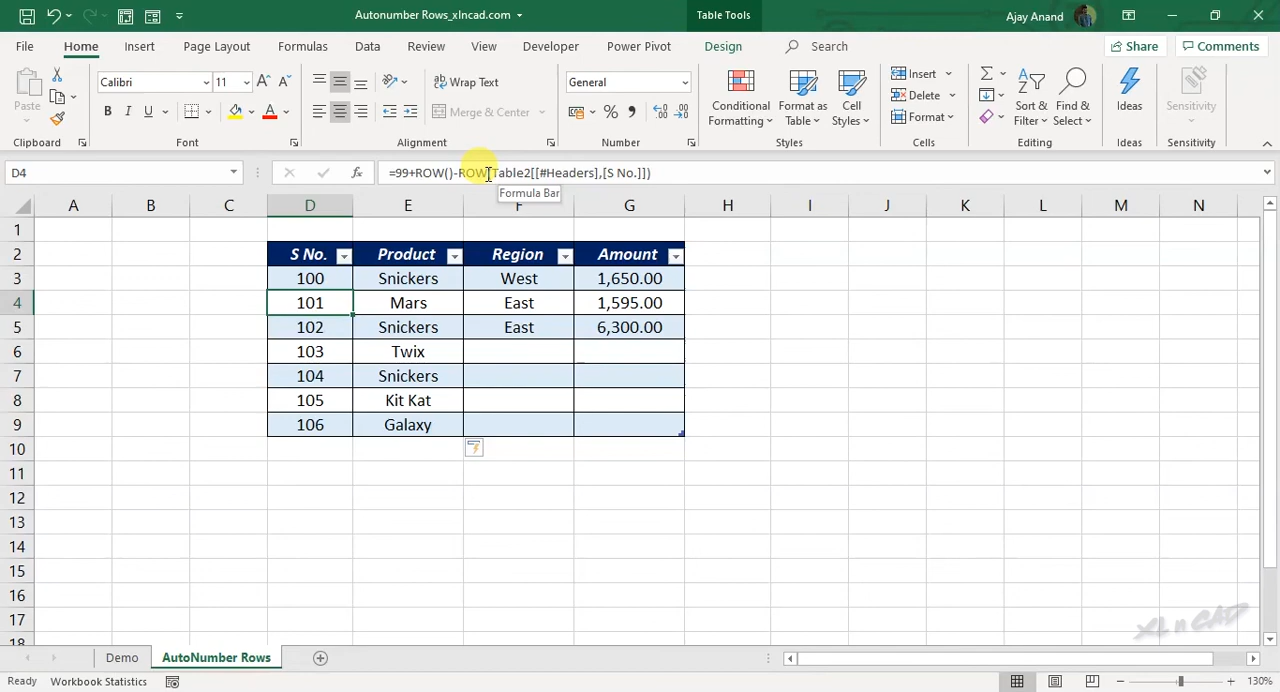 Autonumber Rows_xlncad.com
Table Tools
Ajay Anand
File Home Insert Page Layout Formulas Data Review View Developer Power Pivot Design Search Share Comments
Paste
Calibri 11
B I U
Wrap Text
Merge & Center
General
Conditional Formatting
Format as Table
Cell Styles
Insert
Delete
Format
Sort & Filter
Find & Select
Ideas
Sensitivity
Clipboard Font Alignment Number Styles Cells Editing Ideas Sensitivity
D4 fx =99+ROW()-ROW(Table2[[#Headers],[S No.]])
Formula Bar
A B C D E F G H I J K L M N
1
2 S No. Product Region Amount
3 100 Snickers West 1,650.00
4 101 Mars East 1,595.00
5 102 Snickers East 6,300.00
6 103 Twix
7 104 Snickers
8 105 Kit Kat
9 106 Galaxy
10
11
12
13
14
15
16
17
18
XL n CAD
Demo AutoNumber Rows
Ready Workbook Statistics 130%